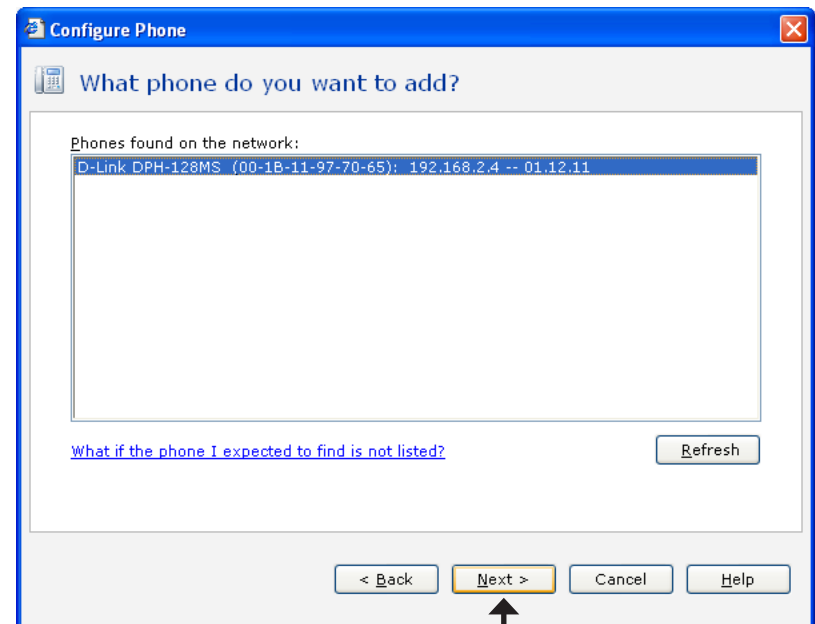 Configure Phone
What phone do you want to add?
Phones found on the network:
D-Link DPH-128MS (00-1B-11-97-70-65): 192.168.2.4 -- 01.12.11
What if the phone I expected to find is not listed?
Refresh
< Back
Next >
Cancel
Help